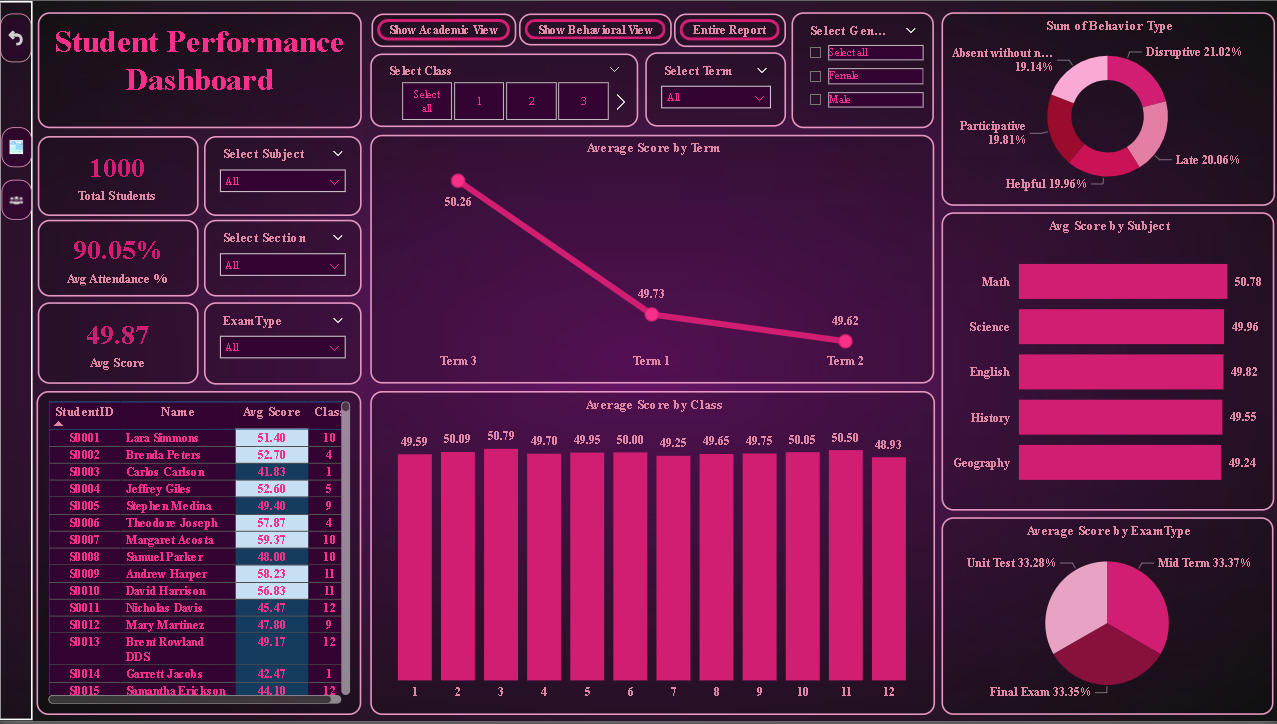 Student Performance
Dashboard
Show Academic View
Show Behavioral View
Entire Report
Select Gen...
Select all
Female
Male
Select Class
Select
all
1
2
3
Select Term
All
1000
Total Students
Select Subject
All
90.05%
Avg Attendance %
Select Section
All
49.87
Avg Score
ExamType
All
StudentID Name Avg Score Class
S0001 Lara Simmons 51.40 10
S0002 Brenda Peters 52.70 4
S0003 Carlos Carlson 41.83 1
S0004 Jeffrey Giles 52.60 5
S0005 Stephen Medina 49.40 9
S0006 Theodore Joseph 57.87 4
S0007 Margaret Acosta 59.37 10
S0008 Samuel Parker 48.00 10
S0009 Andrew Harper 58.23 11
S0010 David Harrison 56.83 11
S0011 Nicholas Davis 45.47 12
S0012 Mary Martinez 47.80 9
S0013 Brent Rowland 49.17 12
DDS
S0014 Garrett Jacobs 42.47 1
S0015 Samantha Erickson 44.10 12
Average Score by Term
50.26
49.73
49.62
Term 3 Term 1 Term 2
Average Score by Class
49.59 50.09 50.79 49.70 49.95 50.00 49.25 49.65 49.75 50.05 50.50 48.93
1 2 3 4 5 6 7 8 9 10 11 12
Sum of Behavior Type
Disruptive 21.02%
Absent without n...
19.14%
Participative
19.81%
Late 20.06%
Helpful 19.96%
Avg Score by Subject
Math 50.78
Science 49.96
English 49.82
History 49.55
Geography 49.24
Average Score by ExamType
Unit Test 33.28%
Mid Term 33.37%
Final Exam 33.35%